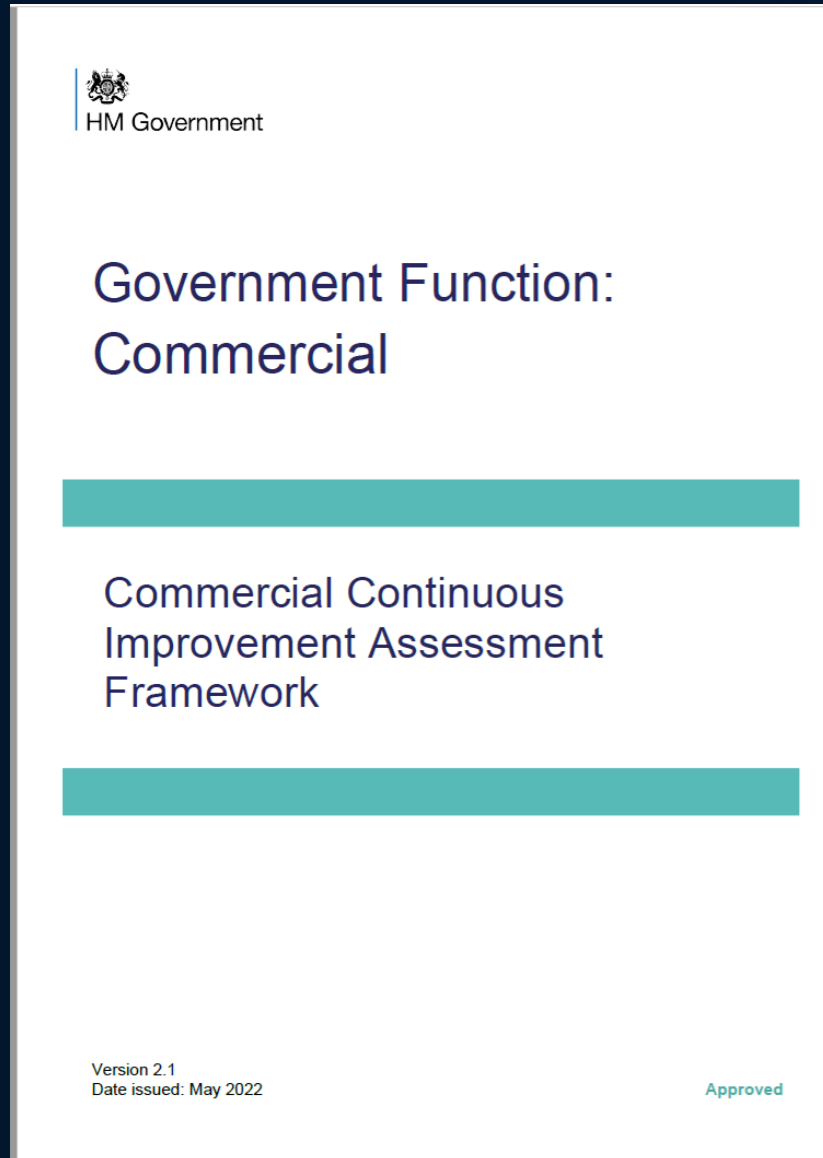 HM Government
Government Function:
Commercial
Commercial Continuous
Improvement Assessment
Framework
Version 2.1
Date issued: May 2022
Approved